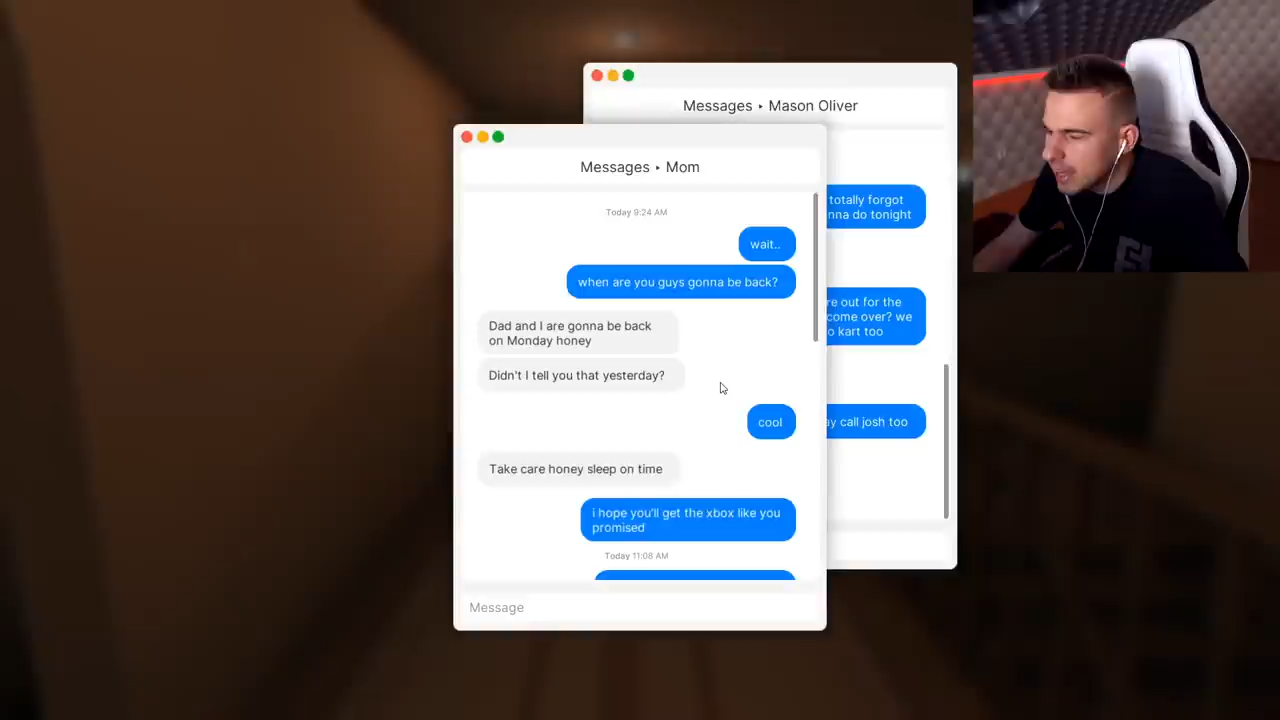 Messages ▸ Mason Oliver
totally forgot
nna do tonight
re out for the
come over? we
o kart too
ay call josh too
Messages ▸ Mom
Today 9:24 AM
wait..
when are you guys gonna be back?
Dad and I are gonna be back
on Monday honey
Didn't I tell you that yesterday?
cool
Take care honey sleep on time
i hope you'll get the xbox like you
promised
Today 11:08 AM
Message